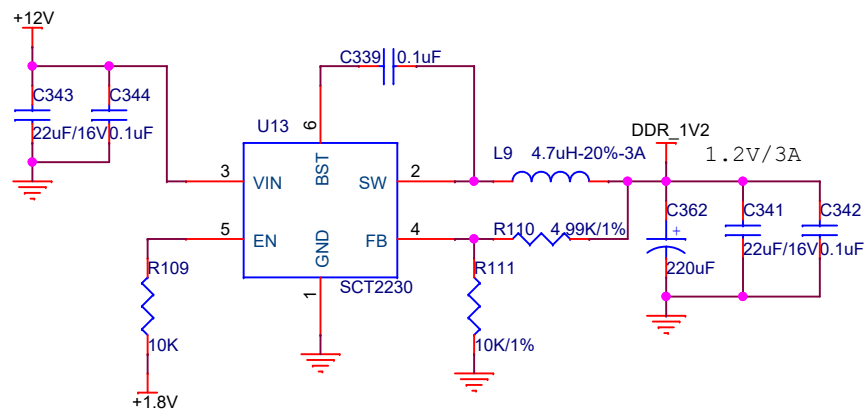 +12V
C339 0.1uF
C343
C344
22uF/16V 0.1uF
U13
6
BST
3
VIN
SW
2
5
EN
FB
4
GND
1
SCT2230
L9 4.7uH-20%-3A
DDR_1V2
1.2V/3A
R110 4.99K/1%
C362
+
220uF
C341
C342
22uF/16V 0.1uF
R109
10K
+1.8V
R111
10K/1%